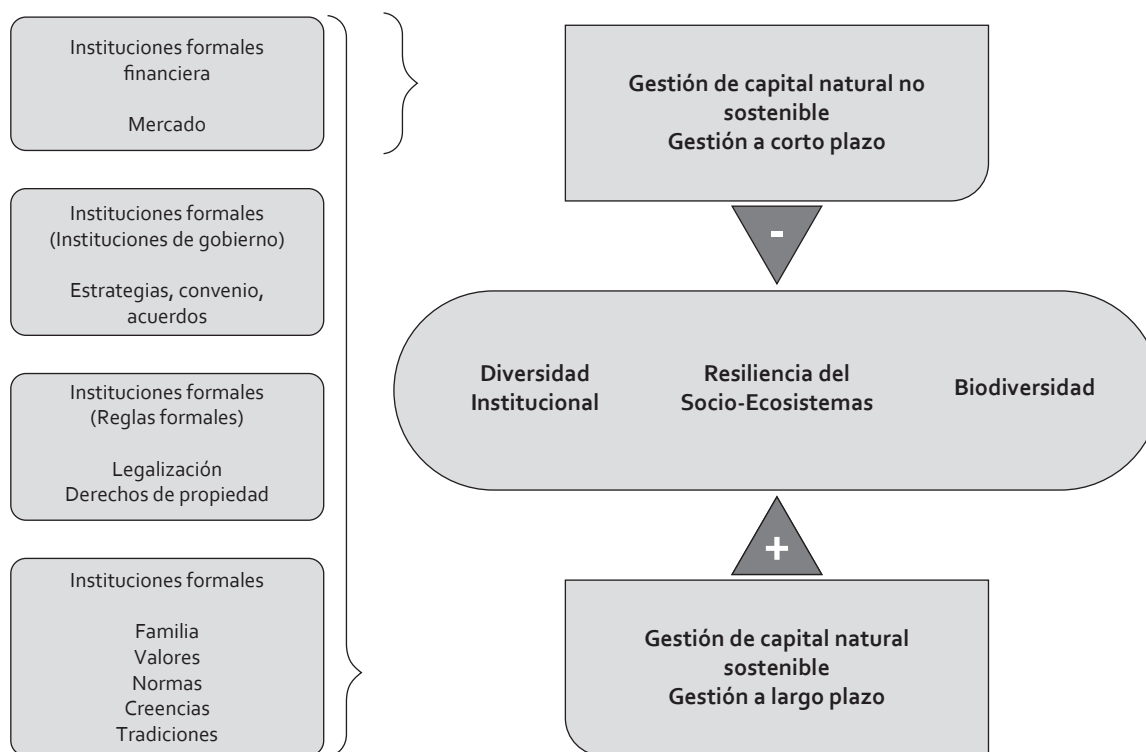 Instituciones formales
financiera
Mercado
Instituciones formales
(Instituciones de gobierno)
Estrategias, convenio,
acuerdos
Instituciones formales
(Reglas formales)
Legalización
Derechos de propiedad
Instituciones formales
Familia
Valores
Normas
Creencias
Tradiciones
Gestión de capital natural no
sostenible
Gestión a corto plazo
-
Diversidad
Institucional
Resiliencia del
Socio-Ecosistemas
Biodiversidad
+
Gestión de capital natural
sostenible
Gestión a largo plazo